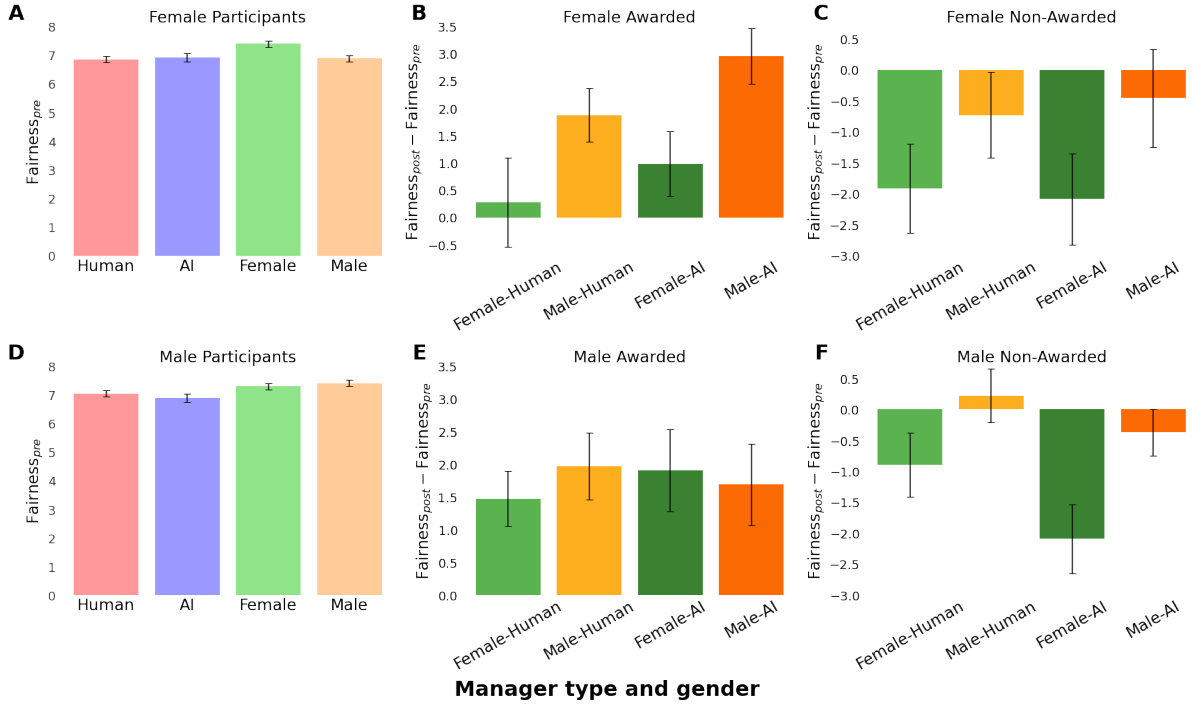 A
Female Participants
Fairness_pre
8
7
6
5
4
3
2
1
0
Human
AI
Female
Male
B
Female Awarded
Fairness_post − Fairness_pre
3.5
3.0
2.5
2.0
1.5
1.0
0.5
0.0
−0.5
Female-Human
Male-Human
Female-AI
Male-AI
C
Female Non-Awarded
Fairness_post − Fairness_pre
0.5
0.0
−0.5
−1.0
−1.5
−2.0
−2.5
−3.0
Female-Human
Male-Human
Female-AI
Male-AI
D
Male Participants
Fairness_pre
8
7
6
5
4
3
2
1
0
Human
AI
Female
Male
E
Male Awarded
Fairness_post − Fairness_pre
3.5
3.0
2.5
2.0
1.5
1.0
0.5
0.0
Female-Human
Male-Human
Female-AI
Male-AI
F
Male Non-Awarded
Fairness_post − Fairness_pre
0.5
0.0
−0.5
−1.0
−1.5
−2.0
−2.5
−3.0
Female-Human
Male-Human
Female-AI
Male-AI
Manager type and gender